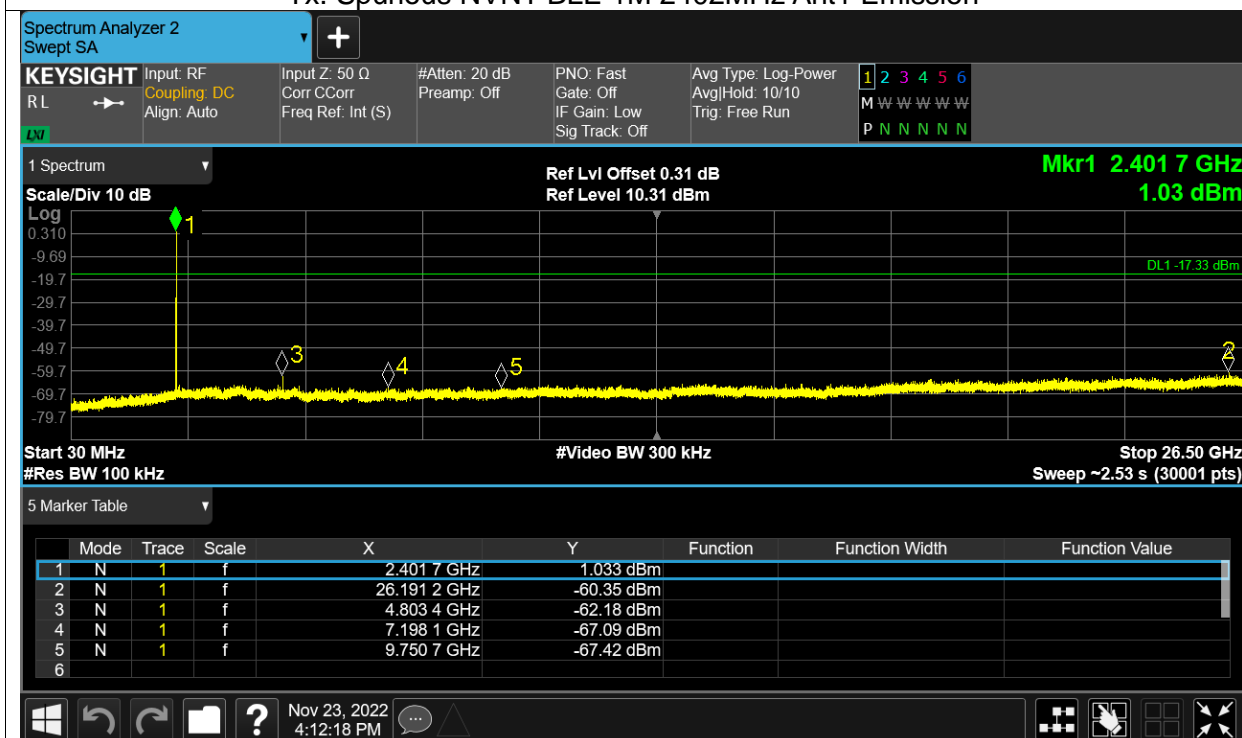 Tx. Spurious NVNT BLE 1M 2402MHz Ant1 Emission
Spectrum Analyzer 2
Swept SA
KEYSIGHT Input: RF Input Z: 50 Ω #Atten: 20 dB PNO: Fast Avg Type: Log-Power 1 2 3 4 5 6
RL Coupling: DC Corr CCorr Preamp: Off Gate: Off Avg|Hold: 10/10 M W W W W W
Align: Auto Freq Ref: Int (S) IF Gain: Low Trig: Free Run
LXI Sig Track: Off P N N N N N
1 Spectrum
Ref Lvl Offset 0.31 dB Mkr1 2.401 7 GHz
Scale/Div 10 dB Ref Level 10.31 dBm 1.03 dBm
Log
1
0.310
-9.69
DL1 -17.33 dBm
-19.7
-29.7
-39.7
-49.7
3 2
-59.7
4 5
-69.7
-79.7
Start 30 MHz #Video BW 300 kHz Stop 26.50 GHz
#Res BW 100 kHz Sweep ~2.53 s (30001 pts)
5 Marker Table
Mode Trace Scale X Y Function Function Width Function Value
1 N 1 f 2.401 7 GHz 1.033 dBm
2 N 1 f 26.191 2 GHz -60.35 dBm
3 N 1 f 4.803 4 GHz -62.18 dBm
4 N 1 f 7.198 1 GHz -67.09 dBm
5 N 1 f 9.750 7 GHz -67.42 dBm
6
? Nov 23, 2022
4:12:18 PM